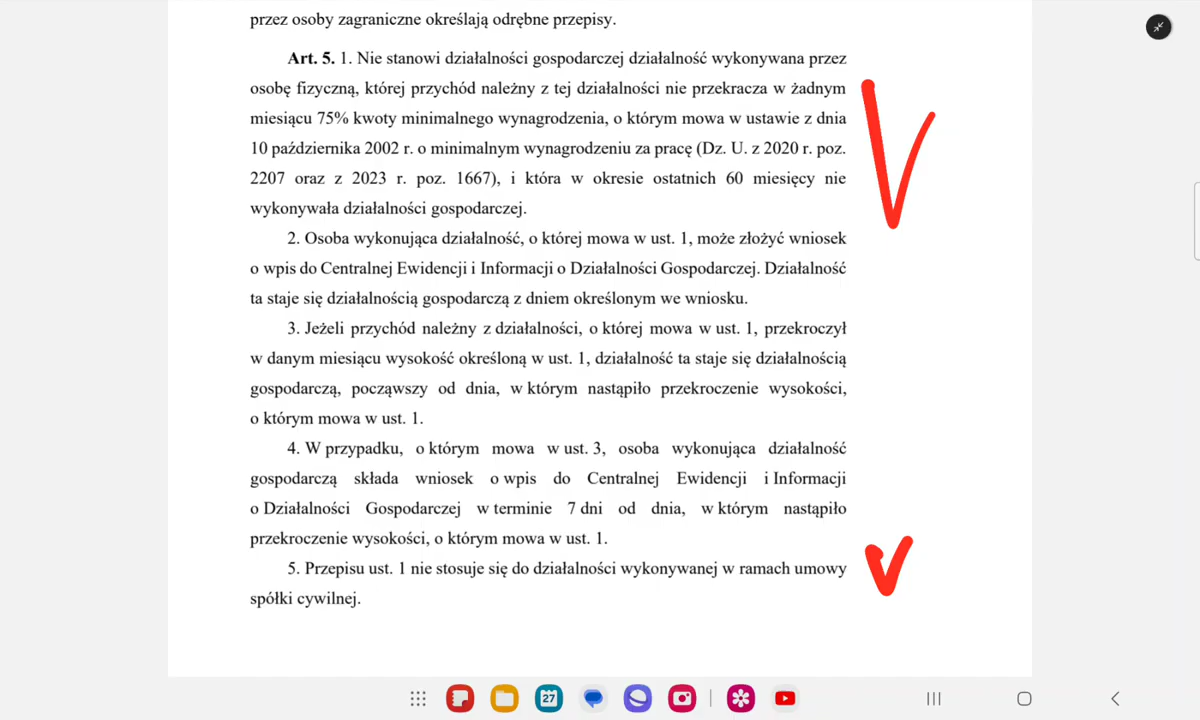 przez osoby zagraniczne określają odrębne przepisy.
Art. 5. 1. Nie stanowi działalności gospodarczej działalność wykonywana przez
osobę fizyczną, której przychód należny z tej działalności nie przekracza w żadnym
miesiącu 75% kwoty minimalnego wynagrodzenia, o którym mowa w ustawie z dnia
10 października 2002 r. o minimalnym wynagrodzeniu za pracę (Dz. U. z 2020 r. poz.
2207 oraz z 2023 r. poz. 1667), i która w okresie ostatnich 60 miesięcy nie
wykonywała działalności gospodarczej.
2. Osoba wykonująca działalność, o której mowa w ust. 1, może złożyć wniosek
o wpis do Centralnej Ewidencji i Informacji o Działalności Gospodarczej. Działalność
ta staje się działalnością gospodarczą z dniem określonym we wniosku.
3. Jeżeli przychód należny z działalności, o której mowa w ust. 1, przekroczył
w danym miesiącu wysokość określoną w ust. 1, działalność ta staje się działalnością
gospodarczą, począwszy od dnia, w którym nastąpiło przekroczenie wysokości,
o którym mowa w ust. 1.
4. W przypadku, o którym mowa w ust. 3, osoba wykonująca działalność
gospodarczą składa wniosek o wpis do Centralnej Ewidencji i Informacji
o Działalności Gospodarczej w terminie 7 dni od dnia, w którym nastąpiło
przekroczenie wysokości, o którym mowa w ust. 1.
5. Przepisu ust. 1 nie stosuje się do działalności wykonywanej w ramach umowy
spółki cywilnej.
27